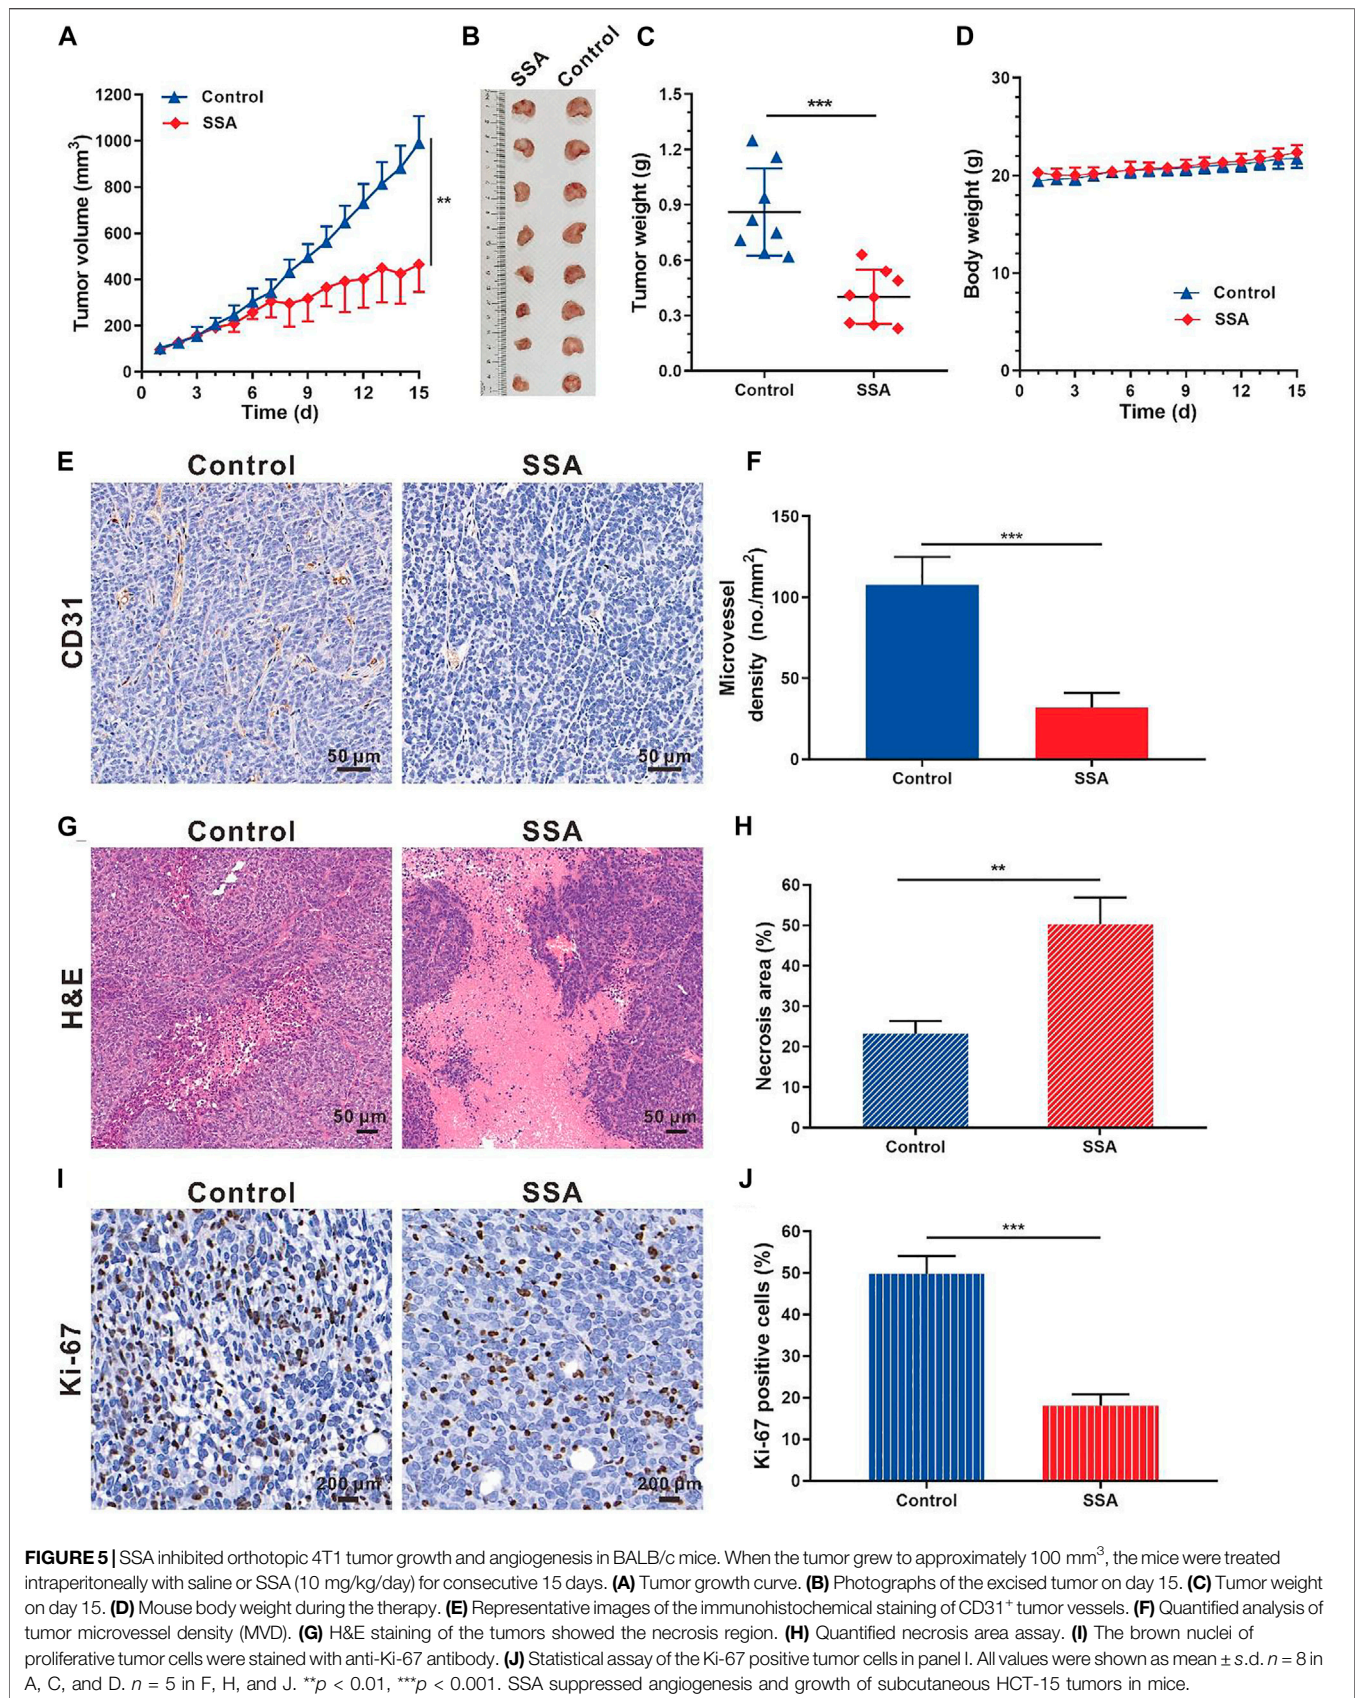 A
Tumor volume (mm³)
1200
1000
800
600
400
200
0
Control
SSA
**
0
3
6
9
12
15
Time (d)
B
SSA
Control
C
Tumor weight (g)
1.5
1.2
0.9
0.6
0.3
0.0
***
Control
SSA
D
Body weight (g)
30
20
10
0
Control
SSA
0
3
6
9
12
15
Time (d)
E
Control
SSA
CD31
50 µm
50 µm
F
Microvessel
density (no./mm²)
150
100
50
0
***
Control
SSA
G
Control
SSA
H&E
50 µm
50 µm
H
Necrosis area (%)
60
50
40
30
20
10
0
**
Control
SSA
I
Control
SSA
Ki-67
200 µm
200 µm
J
Ki-67 positive cells (%)
60
50
40
30
20
10
0
***
Control
SSA
FIGURE 5 | SSA inhibited orthotopic 4T1 tumor growth and angiogenesis in BALB/c mice. When the tumor grew to approximately 100 mm³, the mice were treated
intraperitoneally with saline or SSA (10 mg/kg/day) for consecutive 15 days. (A) Tumor growth curve. (B) Photographs of the excised tumor on day 15. (C) Tumor weight
on day 15. (D) Mouse body weight during the therapy. (E) Representative images of the immunohistochemical staining of CD31⁺ tumor vessels. (F) Quantified analysis of
tumor microvessel density (MVD). (G) H&E staining of the tumors showed the necrosis region. (H) Quantified necrosis area assay. (I) The brown nuclei of
proliferative tumor cells were stained with anti-Ki-67 antibody. (J) Statistical assay of the Ki-67 positive tumor cells in panel I. All values were shown as mean ± s.d. n = 8 in
A, C, and D. n = 5 in F, H, and J. **p < 0.01, ***p < 0.001. SSA suppressed angiogenesis and growth of subcutaneous HCT-15 tumors in mice.